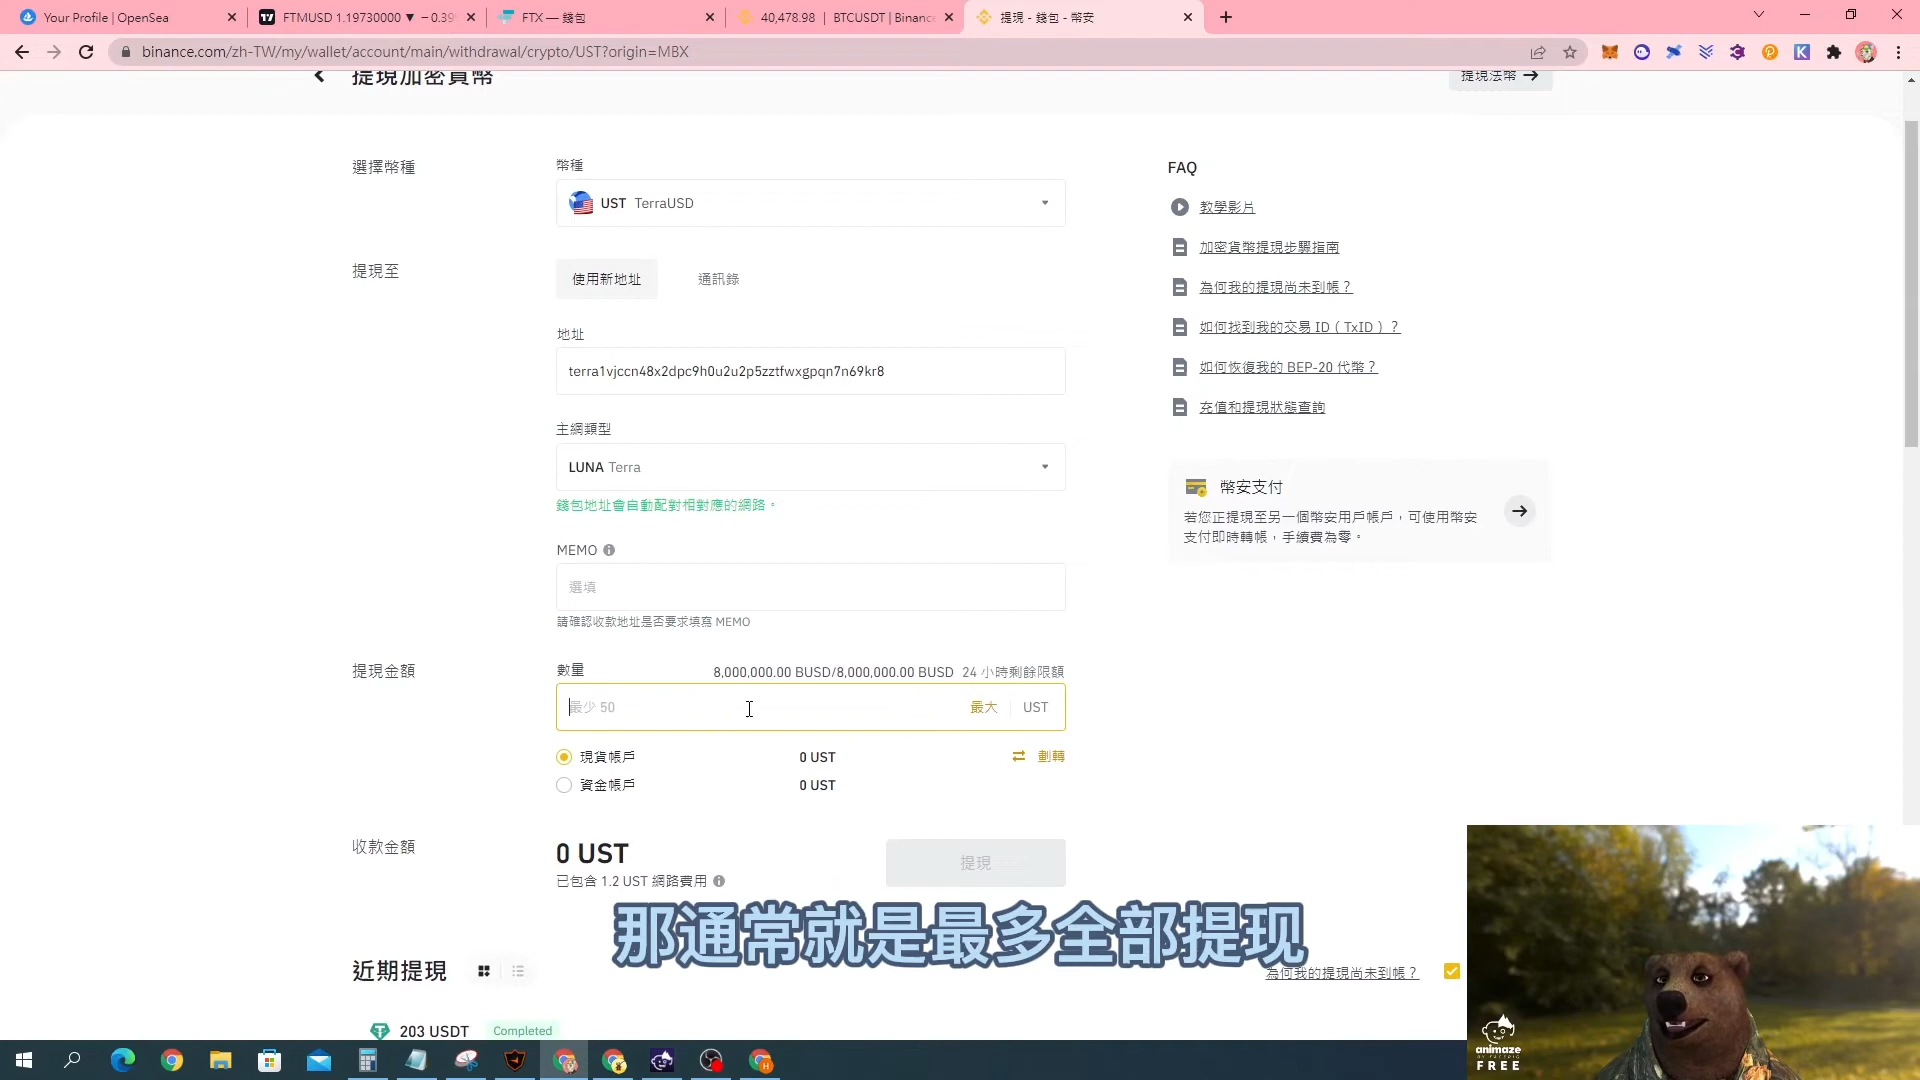 Your Profile | OpenSea
FTMUSD 1.19730000 ▼ −0.39
FTX — 錢包
40,478.98 | BTCUSDT | Binance
提現 - 錢包 - 幣安
binance.com/zh-TW/my/wallet/account/main/withdrawal/crypto/UST?origin=MBX
提現加密貨幣
提現法幣
選擇幣種
幣種
UST TerraUSD
提現至
使用新地址
通訊錄
地址
terra1vjccn48x2dpc9h0u2u2p5zztfwxgpqn7n69kr8
主網類型
LUNA Terra
錢包地址會自動配對相對應的網路。
MEMO
選填
請確認收款地址是否要求填寫 MEMO
提現金額
數量
8,000,000.00 BUSD/8,000,000.00 BUSD 24 小時剩餘限額
最少 50
最大
UST
現貨帳戶
0 UST
劃轉
資金帳戶
0 UST
收款金額
0 UST
已包含 1.2 UST 網路費用
提現
FAQ
教學影片
加密貨幣提現步驟指南
為何我的提現尚未到帳？
如何找到我的交易 ID（TxID）？
如何恢復我的 BEP-20 代幣？
充值和提現狀態查詢
幣安支付
若您正提現至另一個幣安用戶帳戶，可使用幣
安支付即時轉帳，手續費為零。
那通常就是最多全部提现
近期提現
為何我的提現尚未到帳？
203 USDT
Completed
animaze
FREE